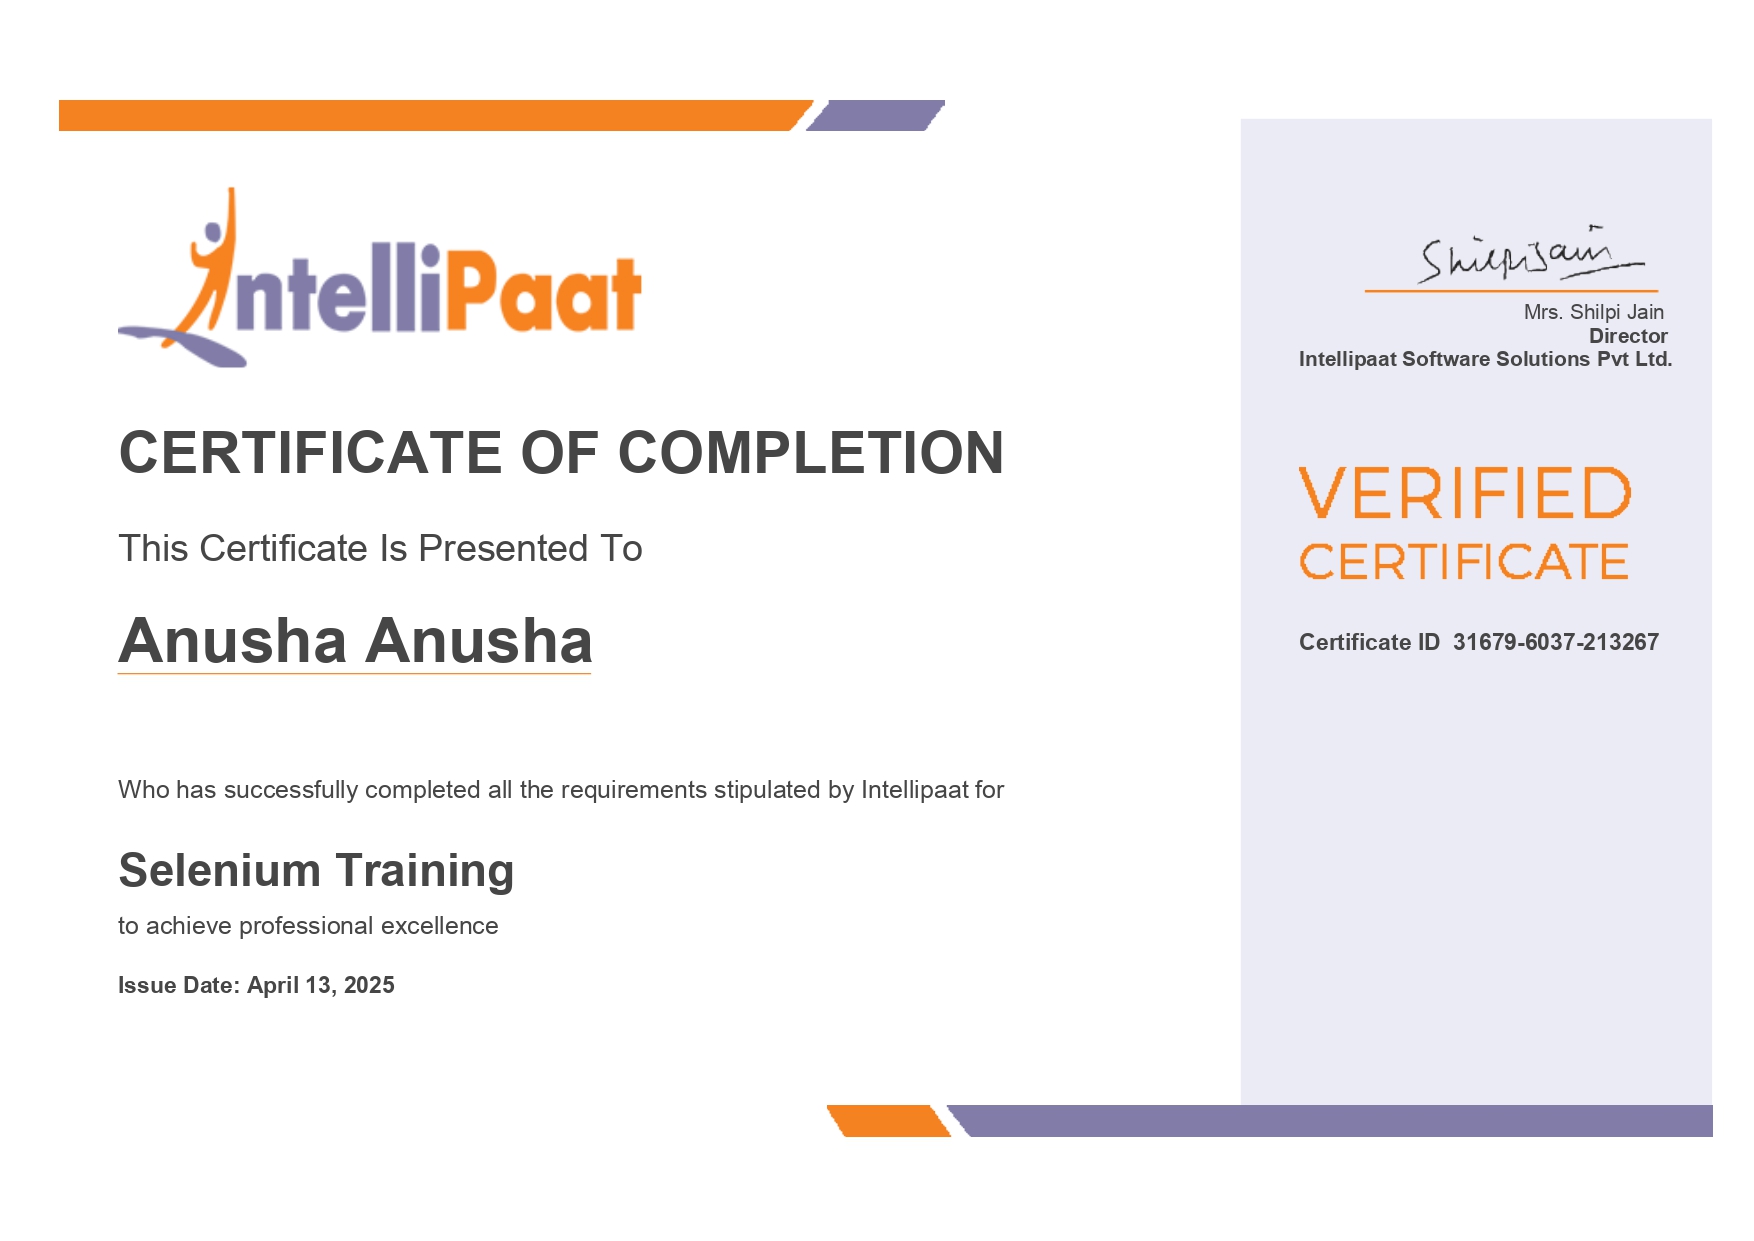 IntelliPaat
CERTIFICATE OF COMPLETION
This Certificate Is Presented To
Anusha Anusha
Who has successfully completed all the requirements stipulated by Intellipaat for
Selenium Training
to achieve professional excellence
Issue Date: April 13, 2025
Shilpi Jain
Mrs. Shilpi Jain
Director
Intellipaat Software Solutions Pvt Ltd.
VERIFIED
CERTIFICATE
Certificate ID 31679-6037-213267